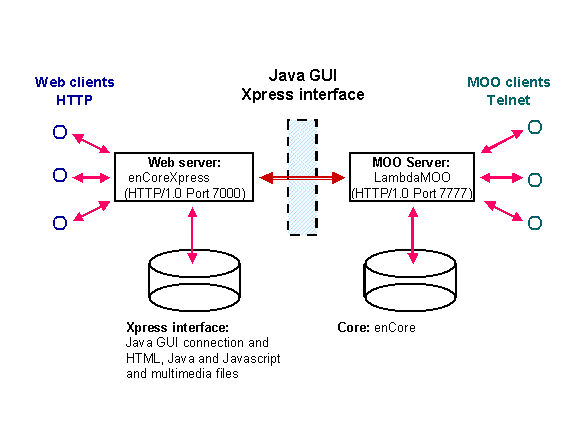 Java GUI
Xpress interface
Web clients
HTTP
MOO clients
Telnet
Web server:
enCoreXpress
(HTTP/1.0 Port 7000)
MOO Server:
LambdaMOO
(HTTP/1.0 Port 7777)
Xpress interface:
Java GUI connection and
HTML, Java and Javascript
and multimedia files
Core: enCore